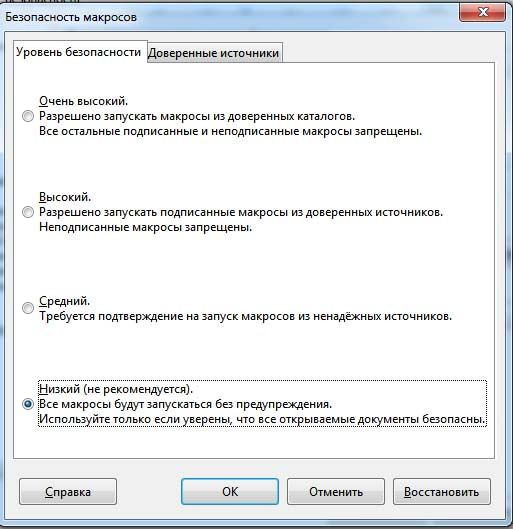 Безопасность макросов
Уровень безопасности
Доверенные источники
Очень высокий.
Разрешено запускать макросы из доверенных каталогов.
Все остальные подписанные и неподписанные макросы запрещены.
Высокий.
Разрешено запускать подписанные макросы из доверенных источников.
Неподписанные макросы запрещены.
Средний.
Требуется подтверждение на запуск макросов из ненадёжных источников.
Низкий (не рекомендуется).
Все макросы будут запускаться без предупреждения.
Используйте только если уверены, что все открываемые документы безопасны.
Справка
ОК
Отменить
Восстановить